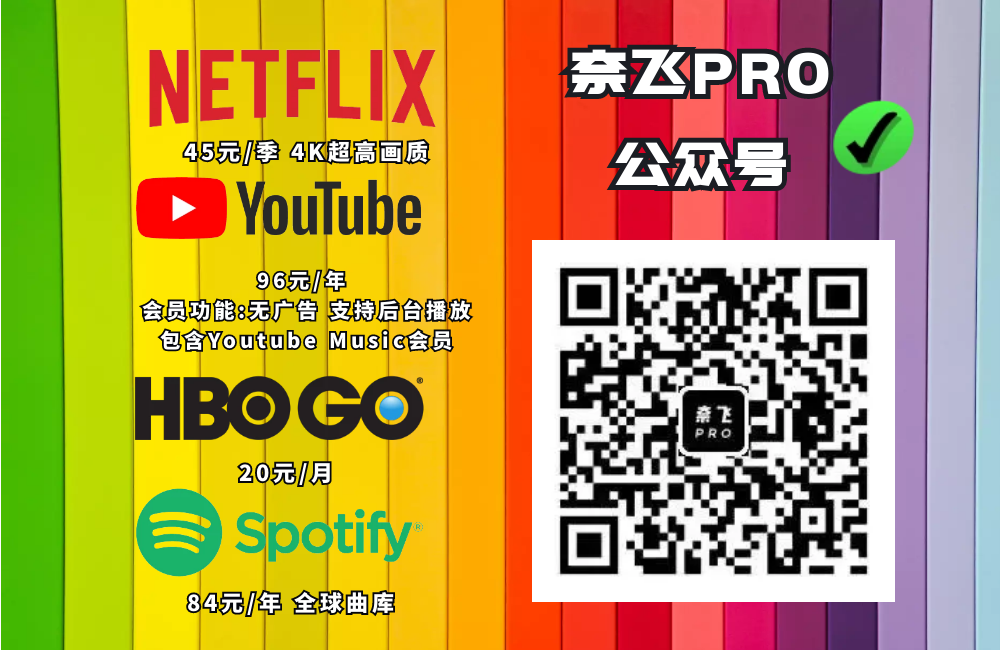 NETFLIX
45元/季 4K超高画质
YouTube
96元/年
会员功能:无广告 支持后台播放
包含Youtube Music会员
HBO GO®
20元/月
Spotify®
84元/年 全球曲库
奈飞PRO
公众号
奈飞
PRO